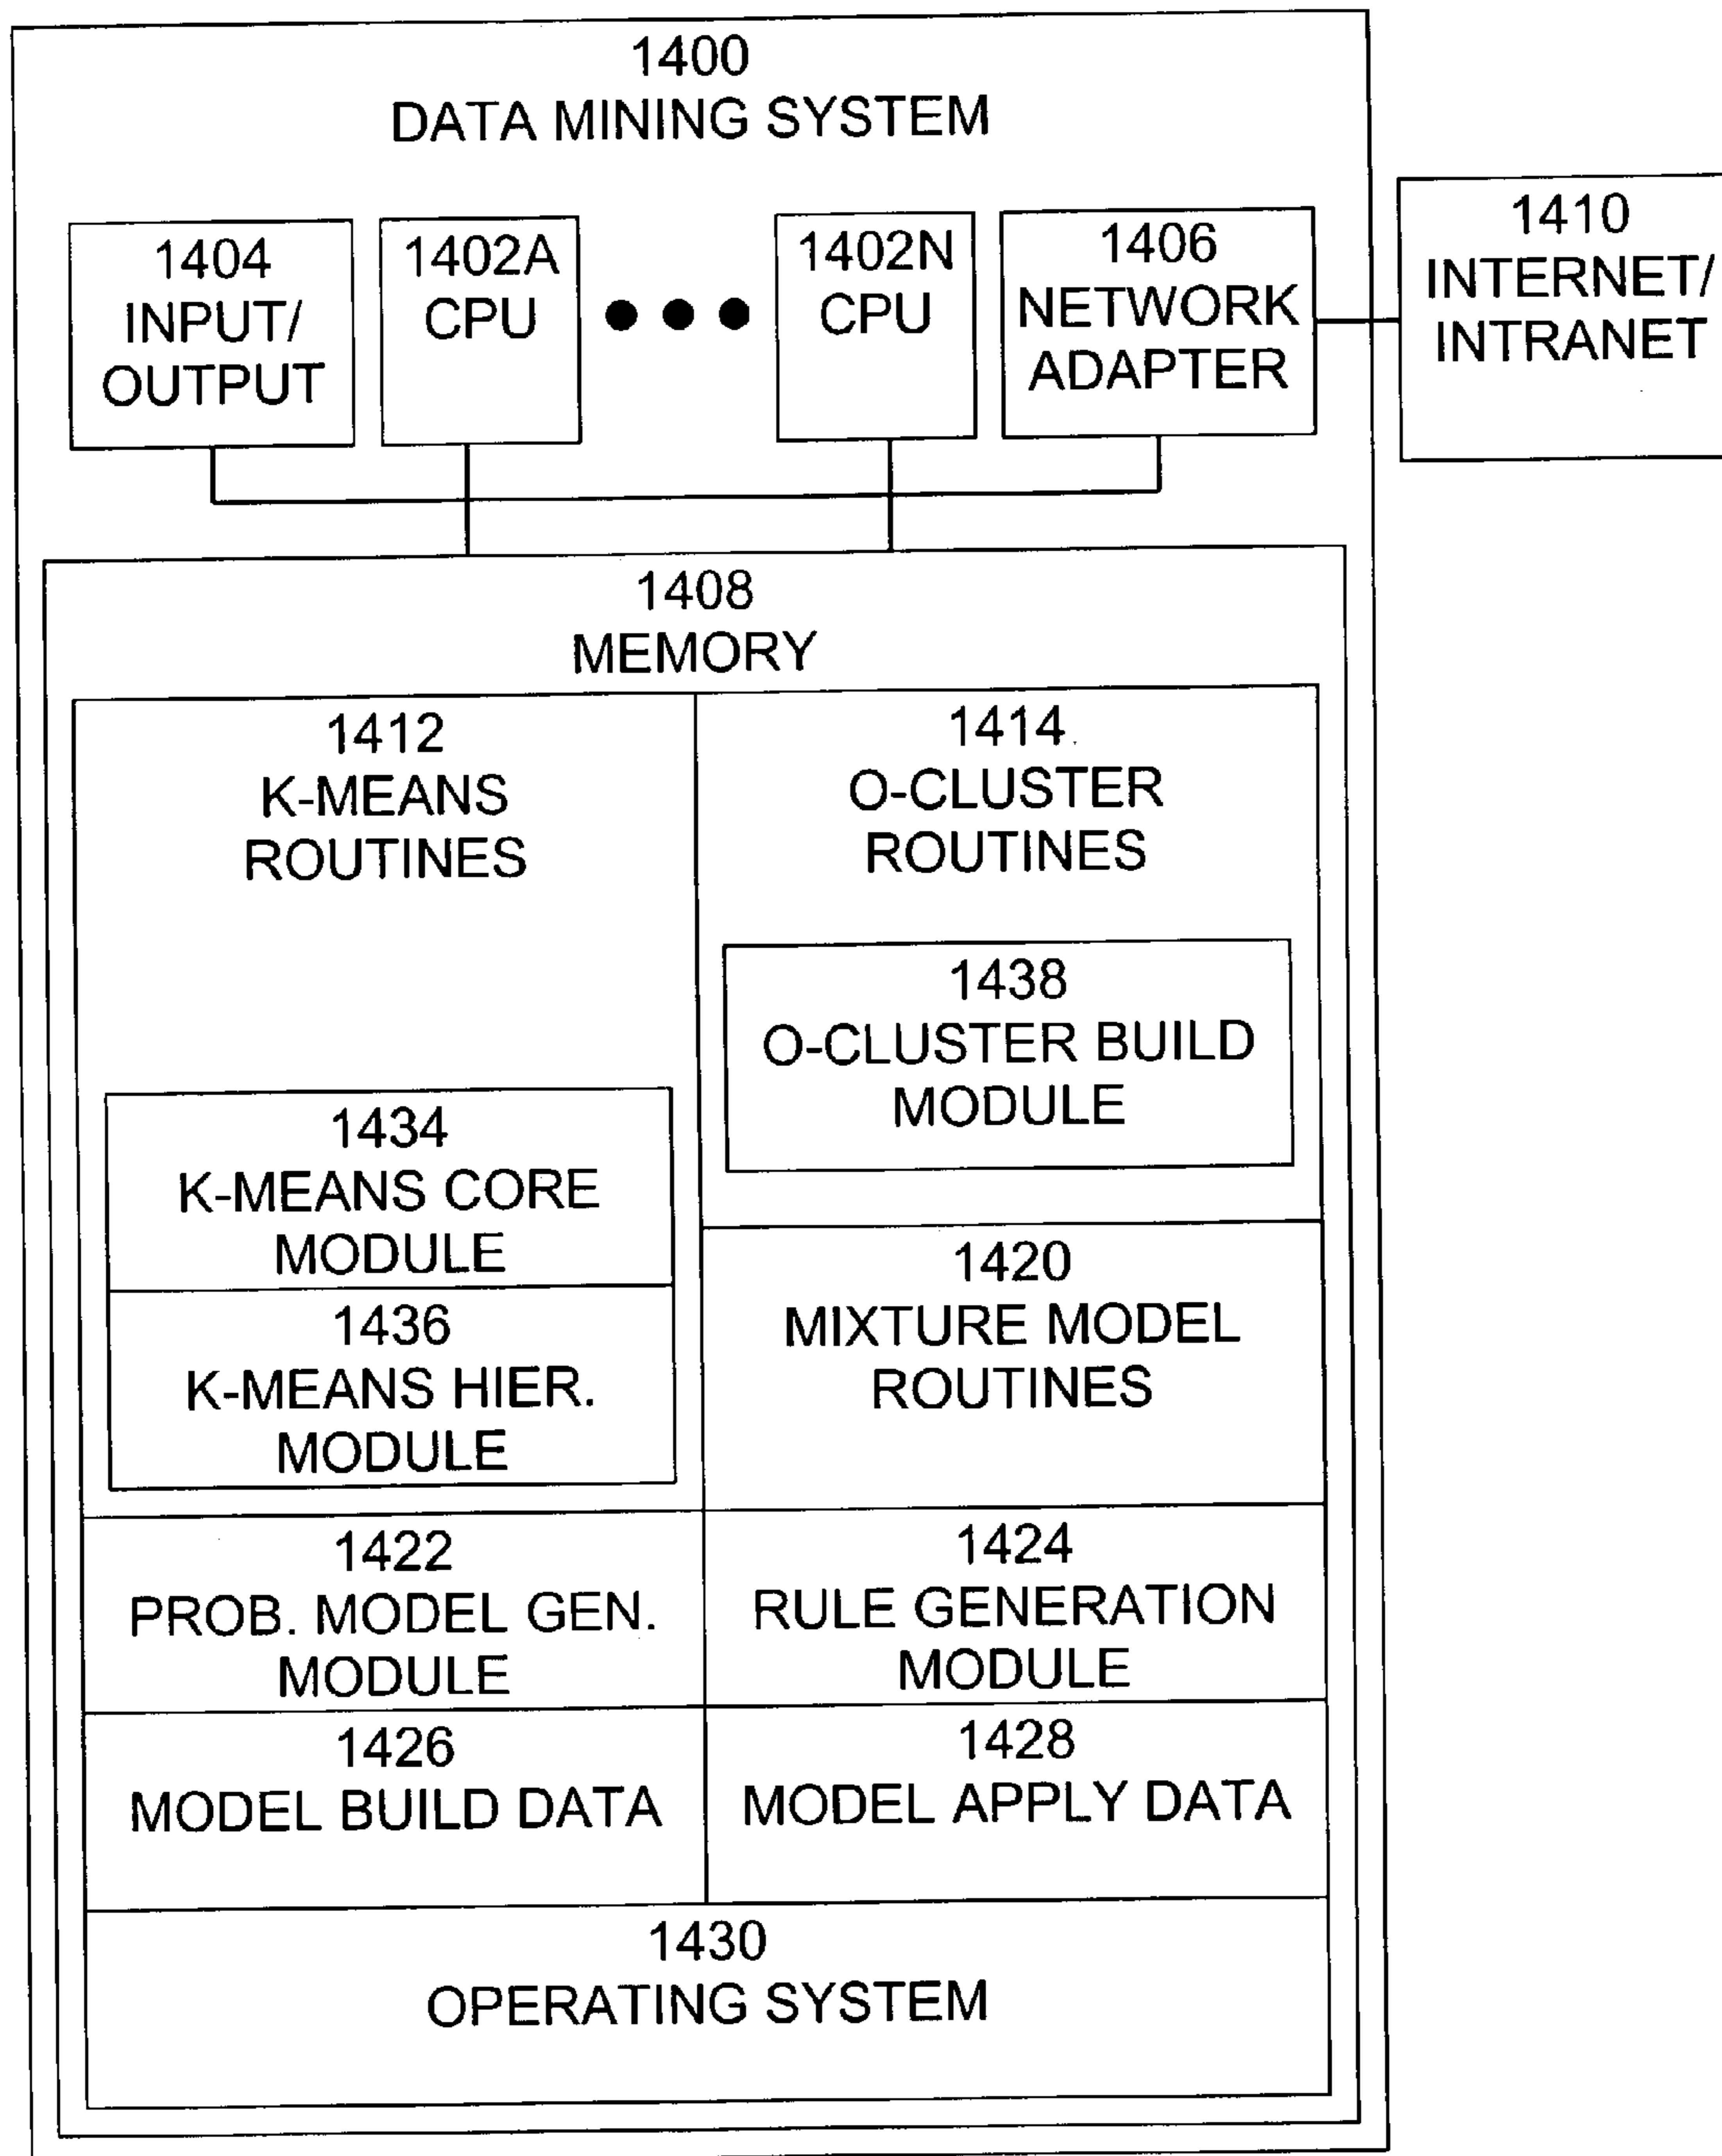 1400
DATA MINING SYSTEM
1404
INPUT/
OUTPUT
1402A
CPU
1402N
CPU
1406
NETWORK
ADAPTER
1410
INTERNET/
INTRANET
1408
MEMORY
1412
K-MEANS
ROUTINES
1434
K-MEANS CORE
MODULE
1436
K-MEANS HIER.
MODULE
1414
O-CLUSTER
ROUTINES
1438
O-CLUSTER BUILD
MODULE
1420
MIXTURE MODEL
ROUTINES
1422
PROB. MODEL GEN.
MODULE
1424
RULE GENERATION
MODULE
1426
MODEL BUILD DATA
1428
MODEL APPLY DATA
1430
OPERATING SYSTEM